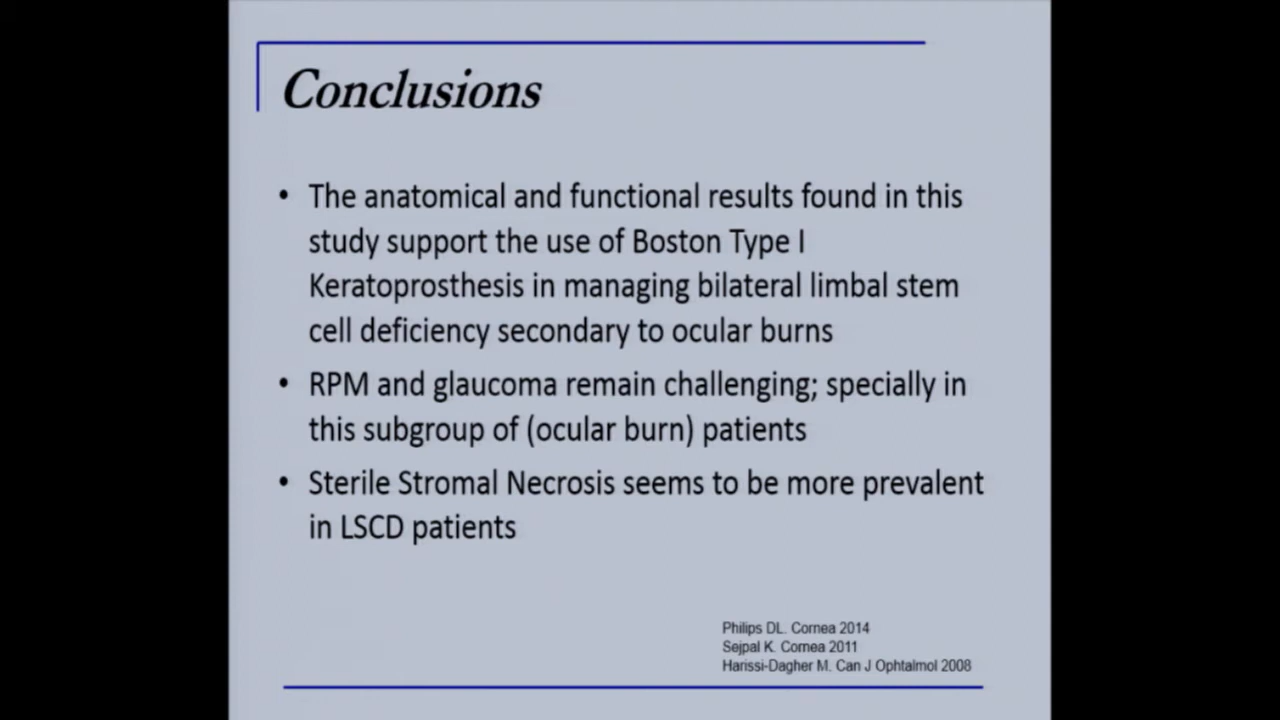 Conclusions
• The anatomical and functional results found in this
study support the use of Boston Type I
Keratoprosthesis in managing bilateral limbal stem
cell deficiency secondary to ocular burns
• RPM and glaucoma remain challenging; specially in
this subgroup of (ocular burn) patients
• Sterile Stromal Necrosis seems to be more prevalent
in LSCD patients
Philips DL. Cornea 2014
Sejpal K. Cornea 2011
Harissi-Dagher M. Can J Ophtalmol 2008